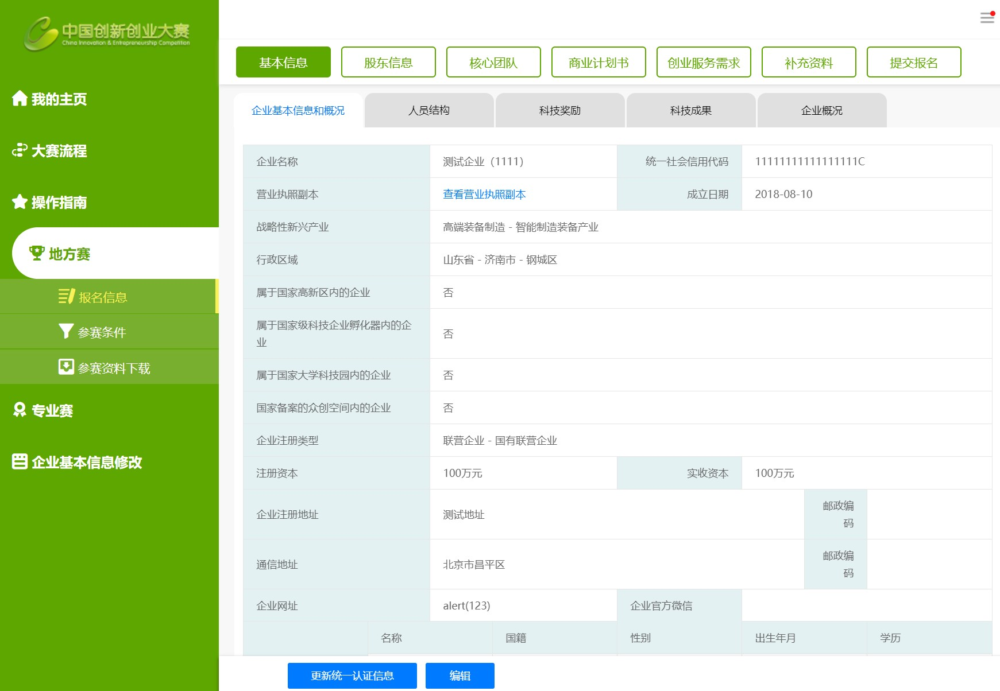 中国创新创业大赛
China Innovation & Entrepreneurship Competition
我的主页
大赛流程
操作指南
地方赛
报名信息
参赛条件
参赛资料下载
专业赛
企业基本信息修改
基本信息 股东信息 核心团队 商业计划书 创业服务需求 补充资料 提交报名
企业基本信息和概况 人员结构 科技奖励 科技成果 企业概况
企业名称 测试企业（1111） 统一社会信用代码 11111111111111111C
营业执照副本 查看营业执照副本 成立日期 2018-08-10
战略性新兴产业 高端装备制造 - 智能制造装备产业
行政区域 山东省 - 济南市 - 钢城区
属于国家高新区内的企业 否
属于国家级科技企业孵化器内的企
业 否
属于国家大学科技园内的企业 否
国家备案的众创空间内的企业 否
企业注册类型 联营企业 - 国有联营企业
注册资本 100万元 实收资本 100万元
企业注册地址 测试地址 邮政编
码
通信地址 北京市昌平区 邮政编
码
企业网址 alert(123) 企业官方微信
名称 国籍 性别 出生年月 学历
更新统一认证信息 编辑